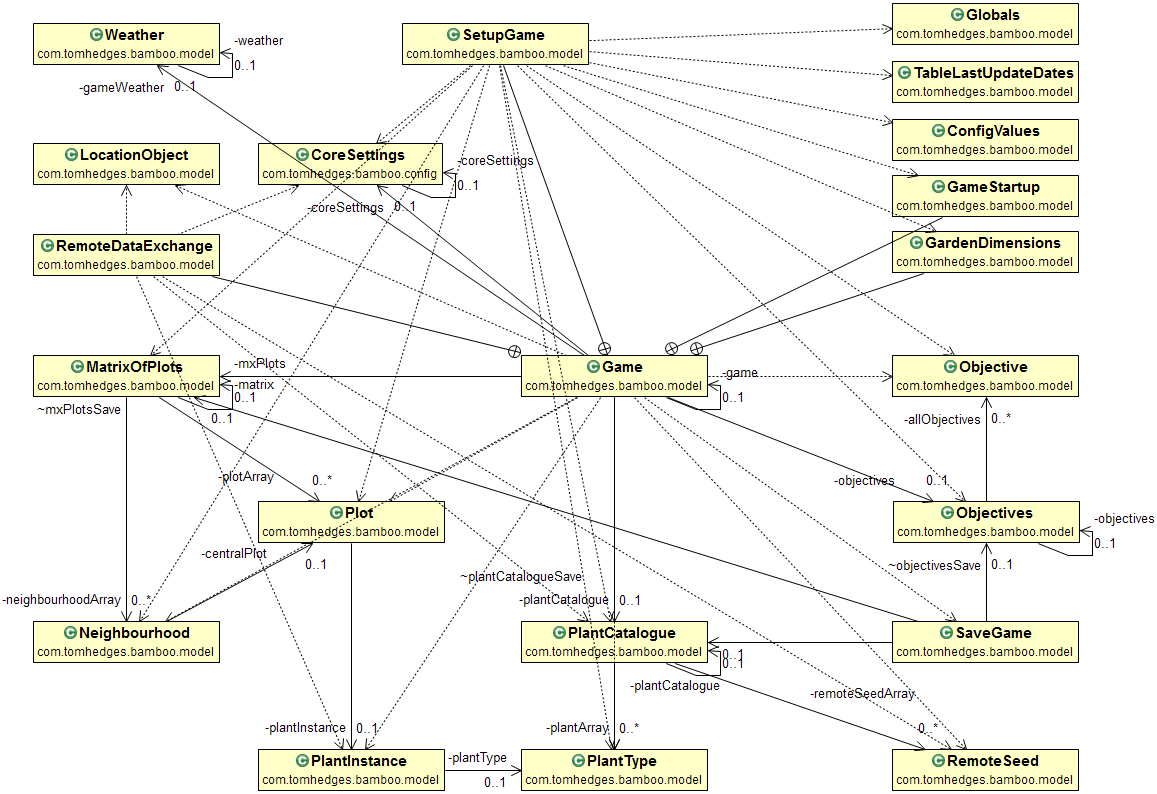 Weather
com.tomhedges.bamboo.model
-weather
0..1
-gameWeather
0..1
SetupGame
com.tomhedges.bamboo.model
Globals
com.tomhedges.bamboo.model
TableLastUpdateDates
com.tomhedges.bamboo.model
ConfigValues
com.tomhedges.bamboo.model
LocationObject
com.tomhedges.bamboo.model
CoreSettings
com.tomhedges.bamboo.config
-coreSettings
0..1
-coreSettings
0..1
GameStartup
com.tomhedges.bamboo.model
RemoteDataExchange
com.tomhedges.bamboo.model
GardenDimensions
com.tomhedges.bamboo.model
MatrixOfPlots
com.tomhedges.bamboo.model
-mxPlots
-matrix
0..1
0..1
~mxPlotsSave
Game
com.tomhedges.bamboo.model
-game
0..1
Objective
com.tomhedges.bamboo.model
-allObjectives
0..*
-plotArray
0..*
-objectives
0..1
Plot
com.tomhedges.bamboo.model
Objectives
com.tomhedges.bamboo.model
-objectives
0..1
-centralPlot
0..1
~objectivesSave
0..1
~plantCatalogueSave
-neighbourhoodArray
0..*
-plantCatalogue
0..1
Neighbourhood
com.tomhedges.bamboo.model
PlantCatalogue
com.tomhedges.bamboo.model
0..1
0..1
-plantCatalogue
SaveGame
com.tomhedges.bamboo.model
-remoteSeedArray
0..*
-plantInstance
0..1
-plantArray
0..*
PlantInstance
com.tomhedges.bamboo.model
-plantType
0..1
PlantType
com.tomhedges.bamboo.model
RemoteSeed
com.tomhedges.bamboo.model